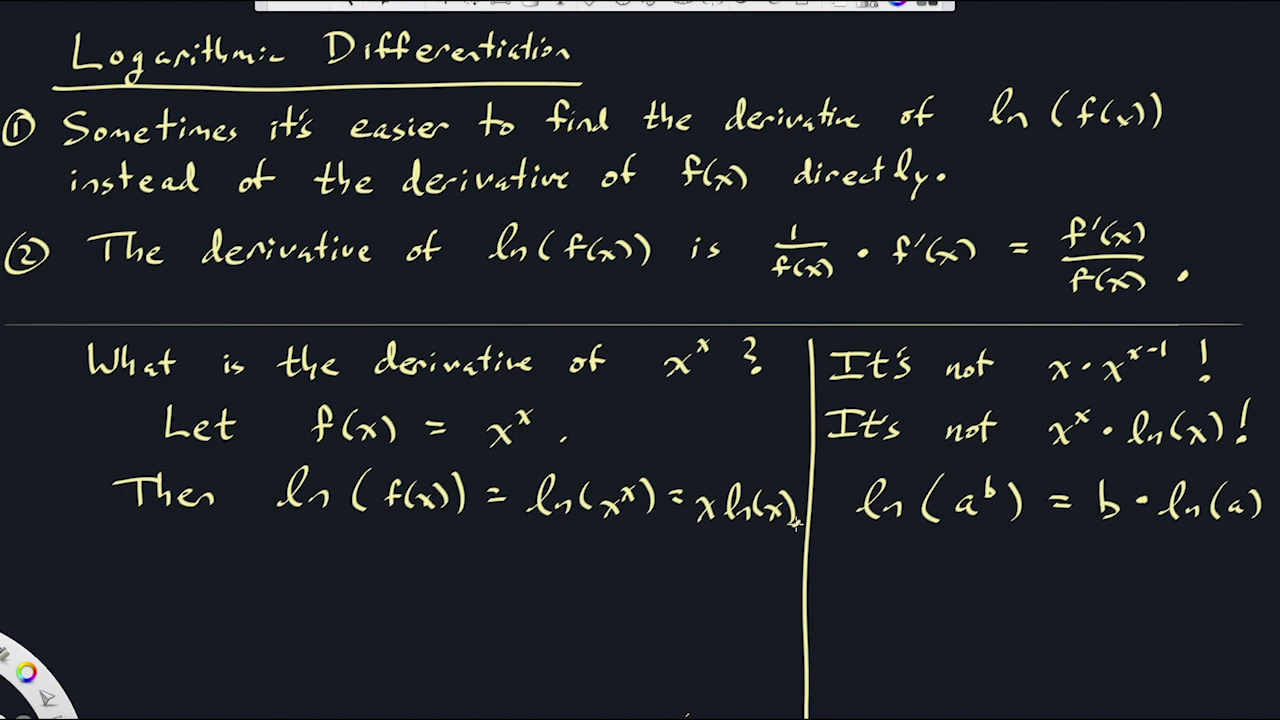 Logarithmic Differentiation
① Sometimes it's easier to find the derivative of ln(f(x))
instead of the derivative of f(x) directly.
② The derivative of ln(f(x)) is 1/f(x) · f'(x) = f'(x)/f(x).
What is the derivative of x^x?
Let f(x) = x^x.
Then ln(f(x)) = ln(x^x) = x ln(x)
It's not x·x^(x-1)!
It's not x^x · ln(x)!
ln(a^b) = b · ln(a)